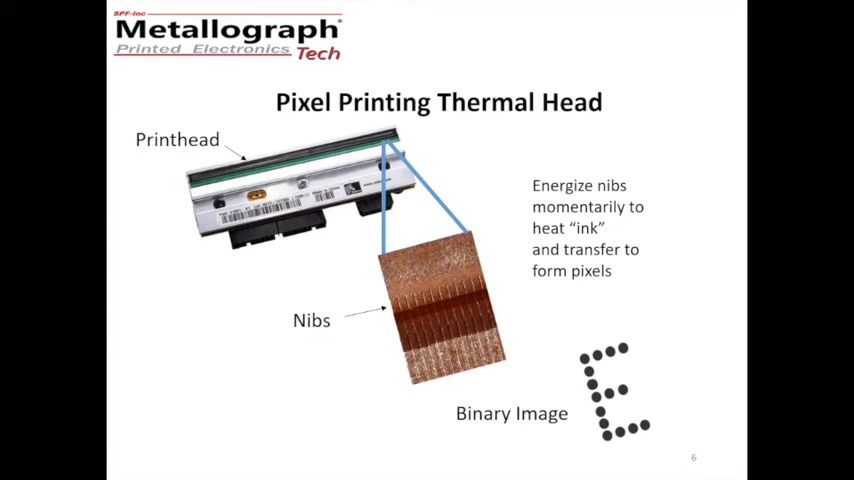 SPF-Inc
Metallograph®
Printed Electronics
Tech
Pixel Printing Thermal Head
Printhead
Energize nibs
momentarily to
heat “ink”
and transfer to
form pixels
Nibs
Binary Image
6